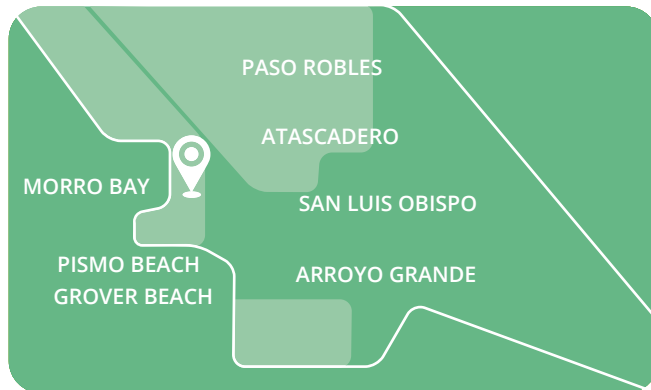 PASO ROBLES
ATASCADERO
MORRO BAY
SAN LUIS OBISPO
PISMO BEACH
GROVER BEACH
ARROYO GRANDE